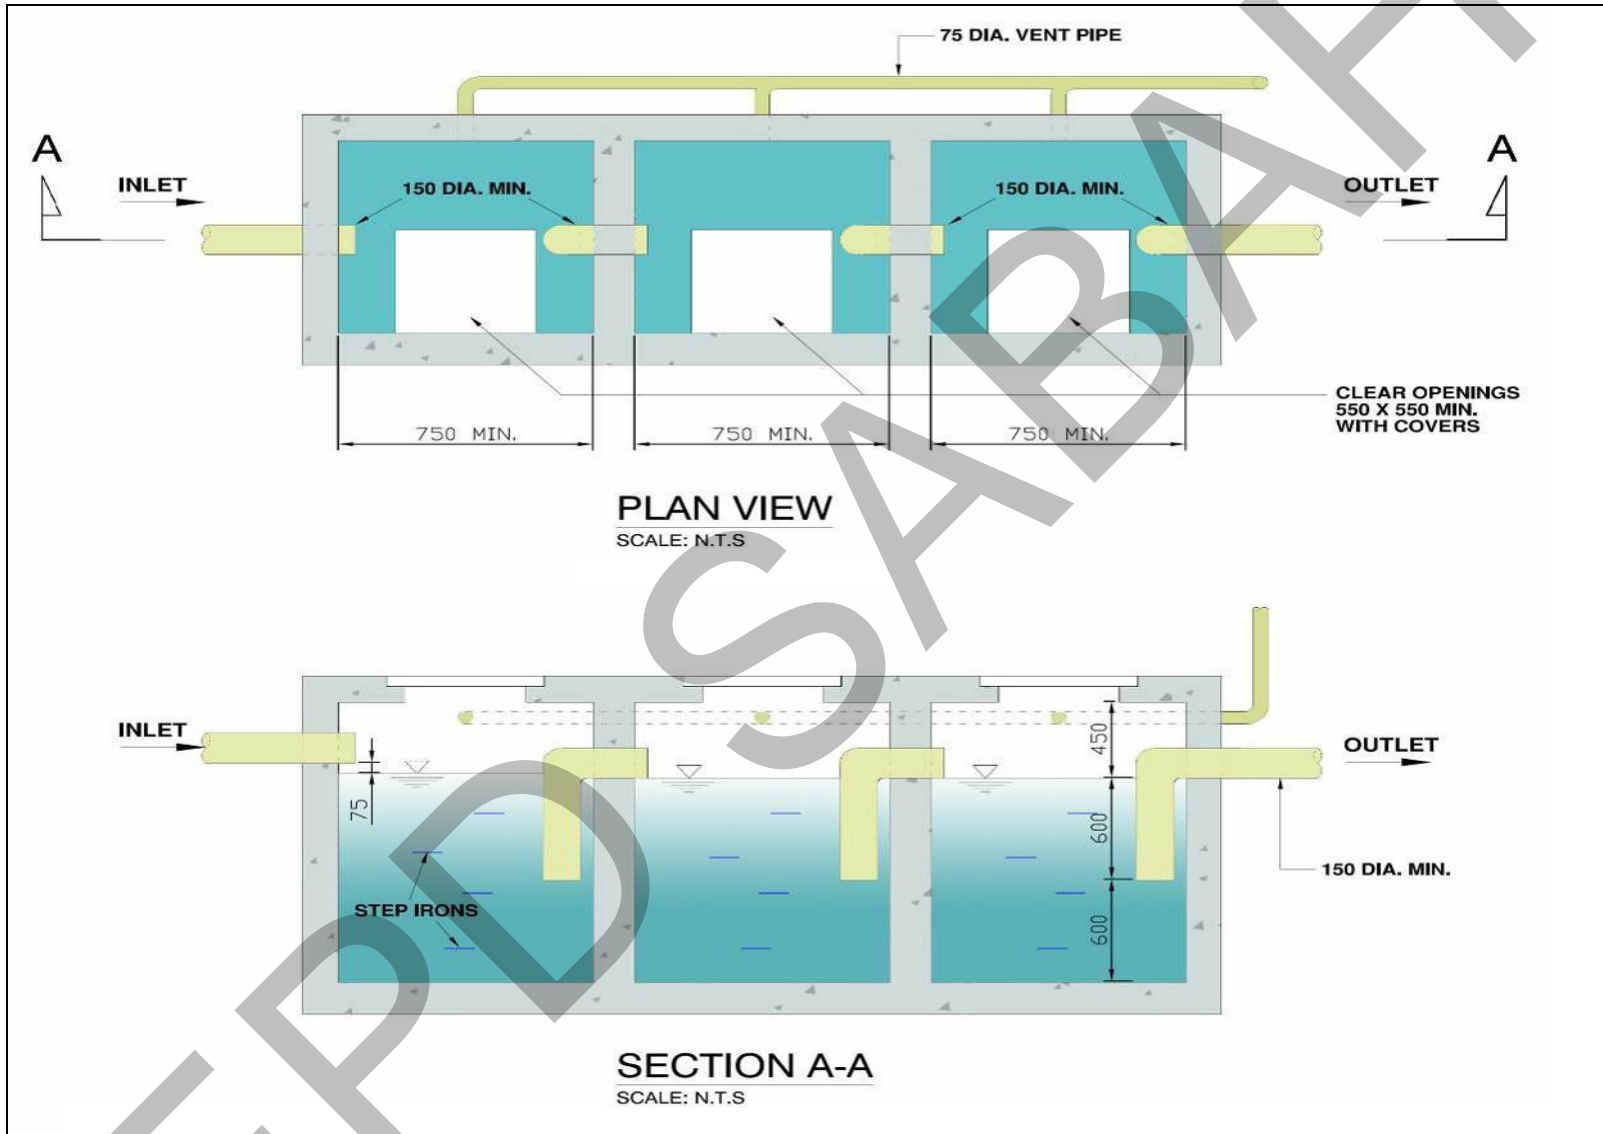 75 DIA. VENT PIPE
A
A
INLET
150 DIA. MIN.
150 DIA. MIN.
OUTLET
CLEAR OPENINGS
550 X 550 MIN.
WITH COVERS
750 MIN.
750 MIN.
750 MIN.
PLAN VIEW
SCALE: N.T.S
INLET
450
OUTLET
75
600
150 DIA. MIN.
STEP IRONS
600
SECTION A-A
SCALE: N.T.S
EPD SABAH